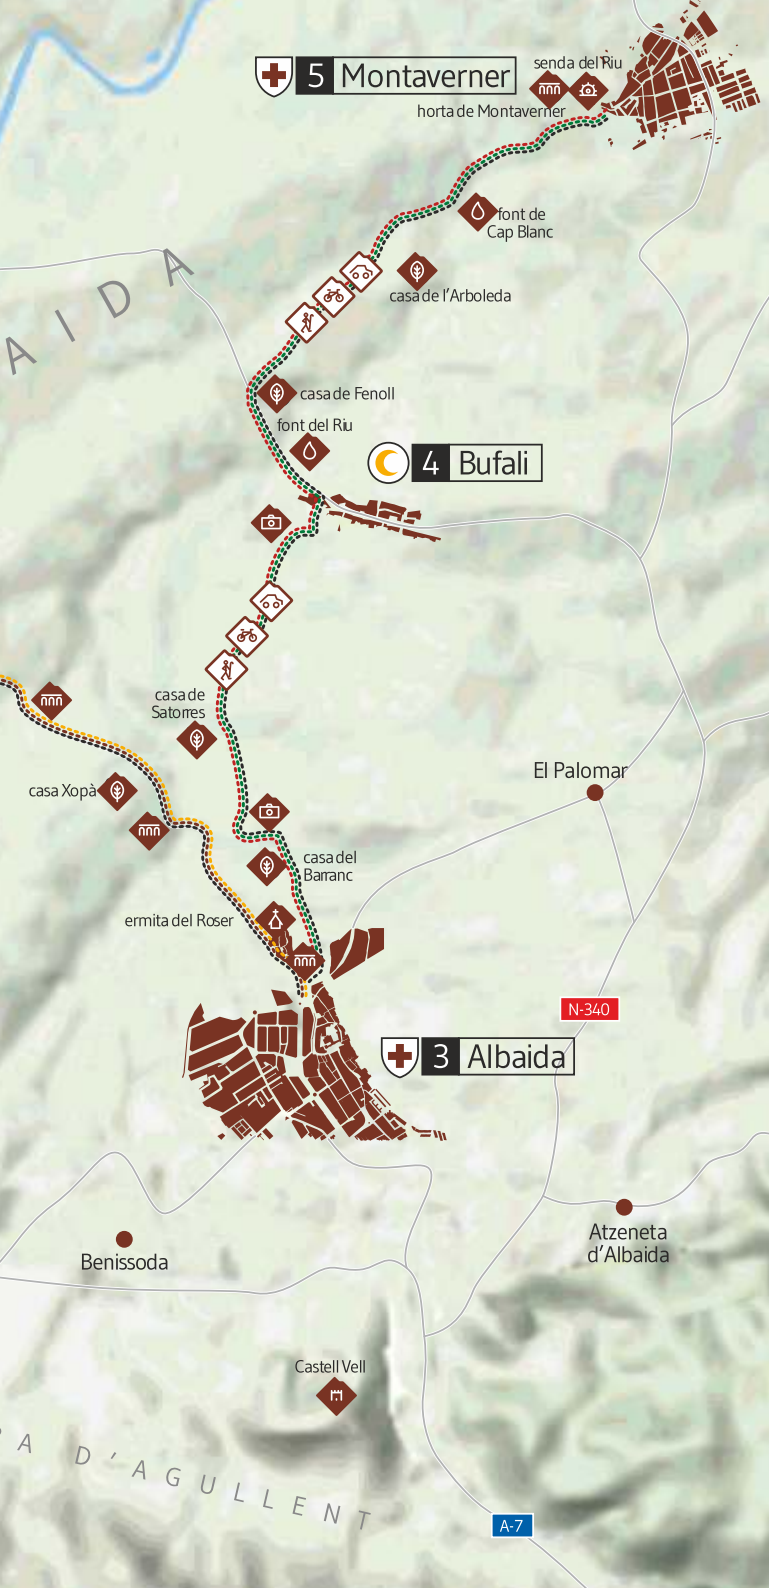 senda del Riu
5 Montaverner
horta de Montaverner
font de
Cap Blanc
AIDA
casa de l'Arboleda
casa de Fenoll
font del Riu
4 Bufali
casa de
Satorres
El Palomar
casa Xopà
casa del
Barranc
ermita del Roser
N-340
3 Albaida
Atzeneta
d'Albaida
Benissoda
Castell Vell
A D'AGULLENT
A-7